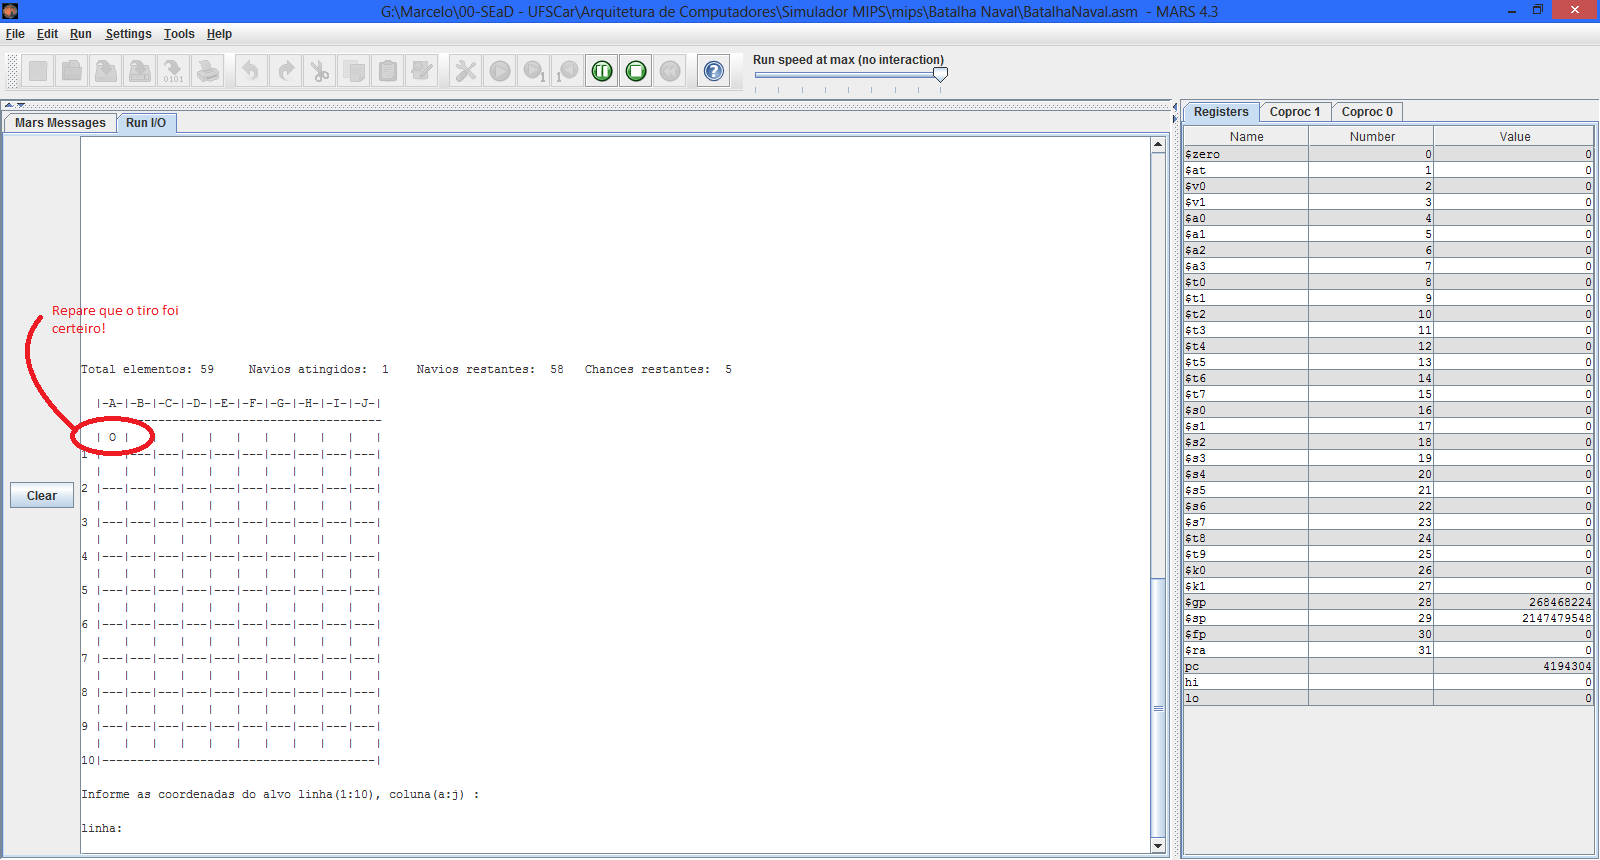 G:\Marcelo\00-SEaD - UFSCar\Arquitetura de Computadores\Simulador MIPS\mips\Batalha Naval\BatalhaNaval.asm - MARS 4.3
File Edit Run Settings Tools Help
Run speed at max (no interaction)
Mars Messages Run I/O
Registers Coproc 1 Coproc 0
Name Number Value
$zero 0 0
$at 1 0
$v0 2 0
$v1 3 0
$a0 4 0
$a1 5 0
$a2 6 0
$a3 7 0
$t0 8 0
$t1 9 0
$t2 10 0
$t3 11 0
$t4 12 0
$t5 13 0
$t6 14 0
$t7 15 0
$s0 16 0
$s1 17 0
$s2 18 0
$s3 19 0
$s4 20 0
$s5 21 0
$s6 22 0
$s7 23 0
$t8 24 0
$t9 25 0
$k0 26 0
$k1 27 0
$gp 28 268468224
$sp 29 2147479548
$fp 30 0
$ra 31 0
pc 4194304
hi 0
lo 0
Repare que o tiro foi
certeiro!
Clear
Total elementos: 59 Navios atingidos: 1 Navios restantes: 58 Chances restantes: 5
|-A-|-B-|-C-|-D-|-E-|-F-|-G-|-H-|-I-|-J-|
| O | | | | | | | | |
1 |---|---|---|---|---|---|---|---|---|
| | | | | | | | | | |
2 |---|---|---|---|---|---|---|---|---|---|
| | | | | | | | | | |
3 |---|---|---|---|---|---|---|---|---|---|
| | | | | | | | | | |
4 |---|---|---|---|---|---|---|---|---|---|
| | | | | | | | | | |
5 |---|---|---|---|---|---|---|---|---|---|
| | | | | | | | | | |
6 |---|---|---|---|---|---|---|---|---|---|
| | | | | | | | | | |
7 |---|---|---|---|---|---|---|---|---|---|
| | | | | | | | | | |
8 |---|---|---|---|---|---|---|---|---|---|
| | | | | | | | | | |
9 |---|---|---|---|---|---|---|---|---|---|
| | | | | | | | | | |
10|---------------------------------------|
Informe as coordenadas do alvo linha(1:10), coluna(a:j) :
linha: